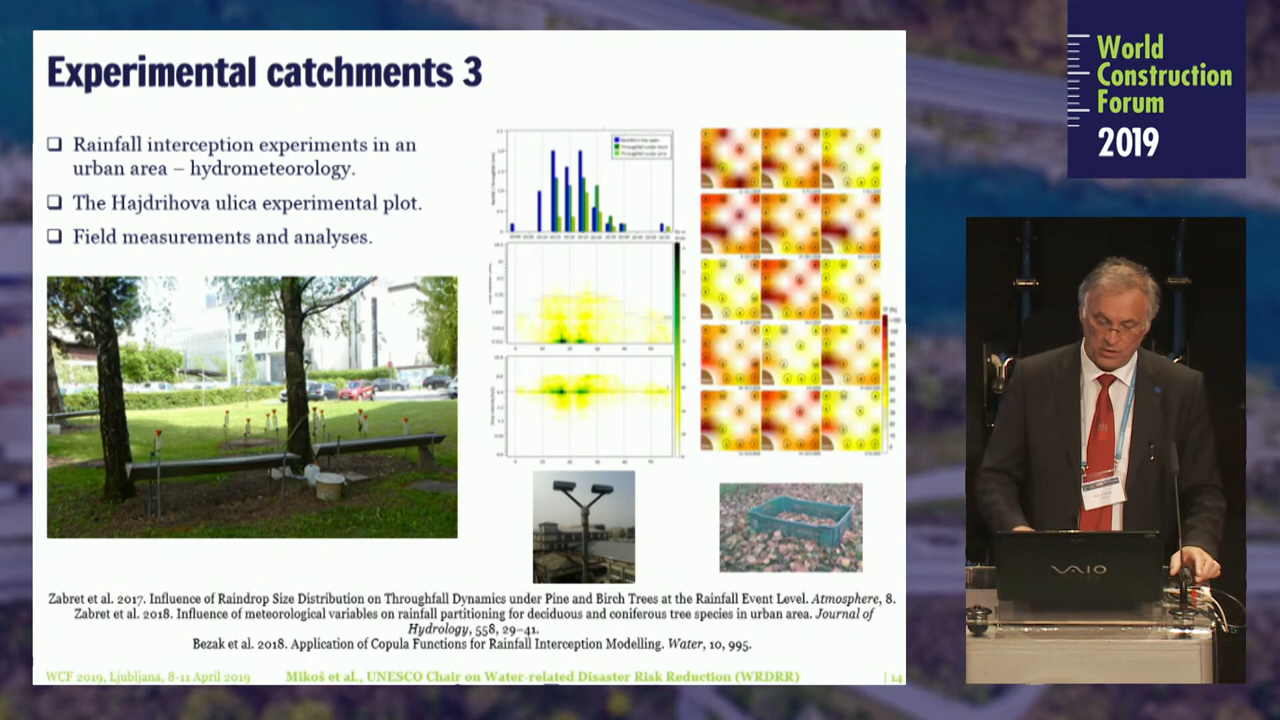 Experimental catchments 3
❑ Rainfall interception experiments in an
urban area – hydrometeorology.
❑ The Hajdrihova ulica experimental plot.
❑ Field measurements and analyses.
Zabret et al. 2017. Influence of Raindrop Size Distribution on Throughfall Dynamics under Pine and Birch Trees at the Rainfall Event Level. Atmosphere, 8.
Zabret et al. 2018. Influence of meteorological variables on rainfall partitioning for deciduous and coniferous tree species in urban area. Journal of
Hydrology, 558, 29–41.
Bezak et al. 2018. Application of Copula Functions for Rainfall Interception Modelling. Water, 10, 995.
WCF 2019, Ljubljana, 8-11 April 2019
Mikoš et al., UNESCO Chair on Water-related Disaster Risk Reduction (WRDRR)
| 14
World
Construction
Forum
2019
VAIO